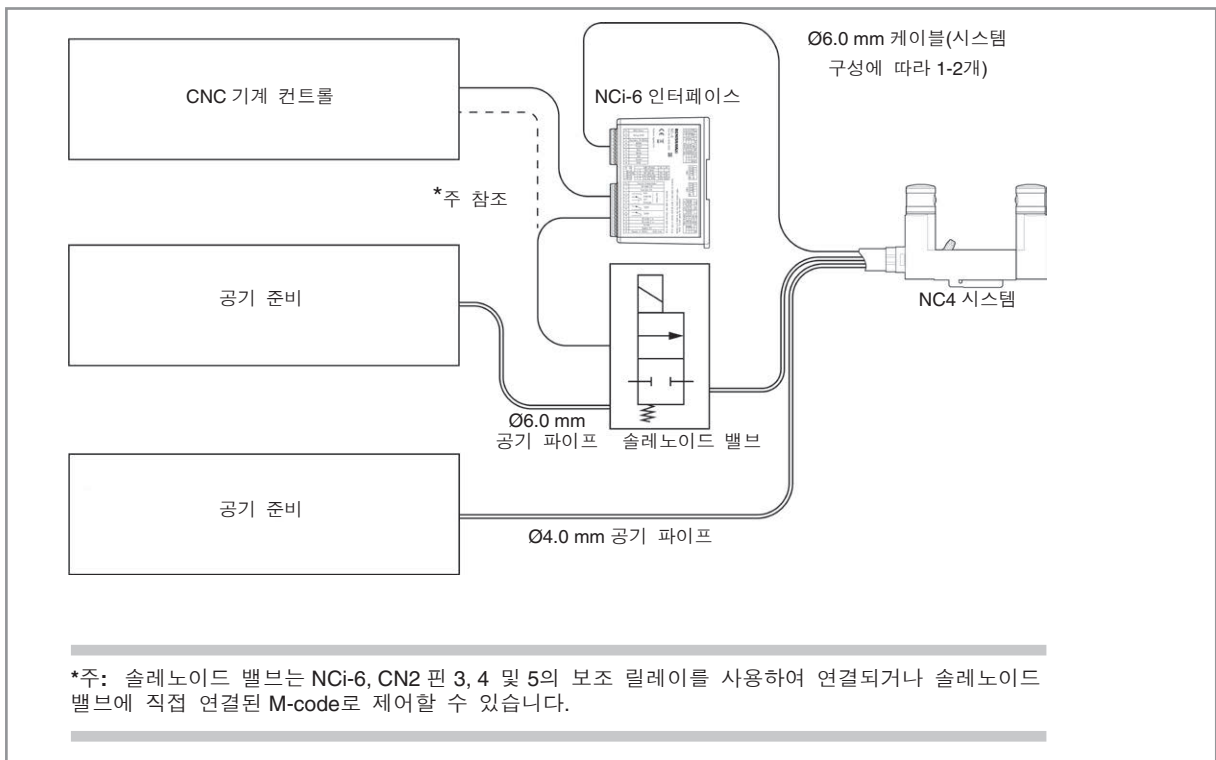 Ø6.0 mm 케이블(시스템
구성에 따라 1-2개)
CNC 기계 컨트롤
NCi-6 인터페이스
*주 참조
공기 준비
NC4 시스템
Ø6.0 mm
공기 파이프
솔레노이드 밸브
공기 준비
Ø4.0 mm 공기 파이프
*주: 솔레노이드 밸브는 NCi-6, CN2 핀 3, 4 및 5의 보조 릴레이를 사용하여 연결되거나 솔레노이드
밸브에 직접 연결된 M-code로 제어할 수 있습니다.